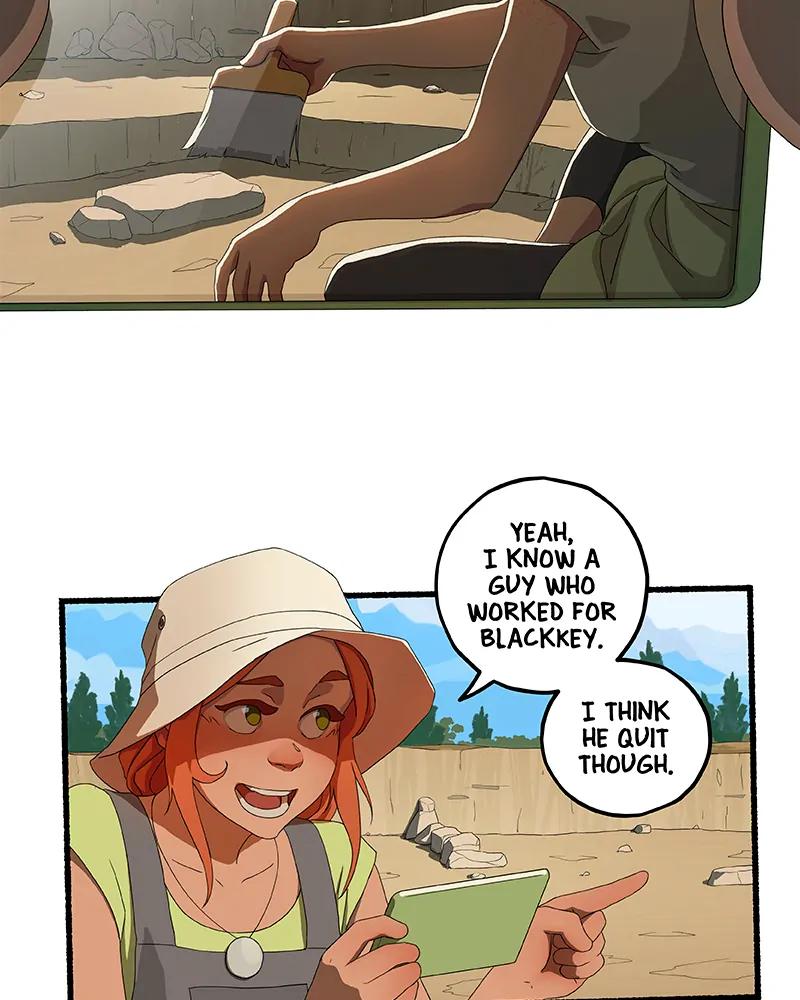 YEAH,
I KNOW A
GUY WHO
WORKED FOR
BLACKKEY.
I THINK
HE QUIT
THOUGH.